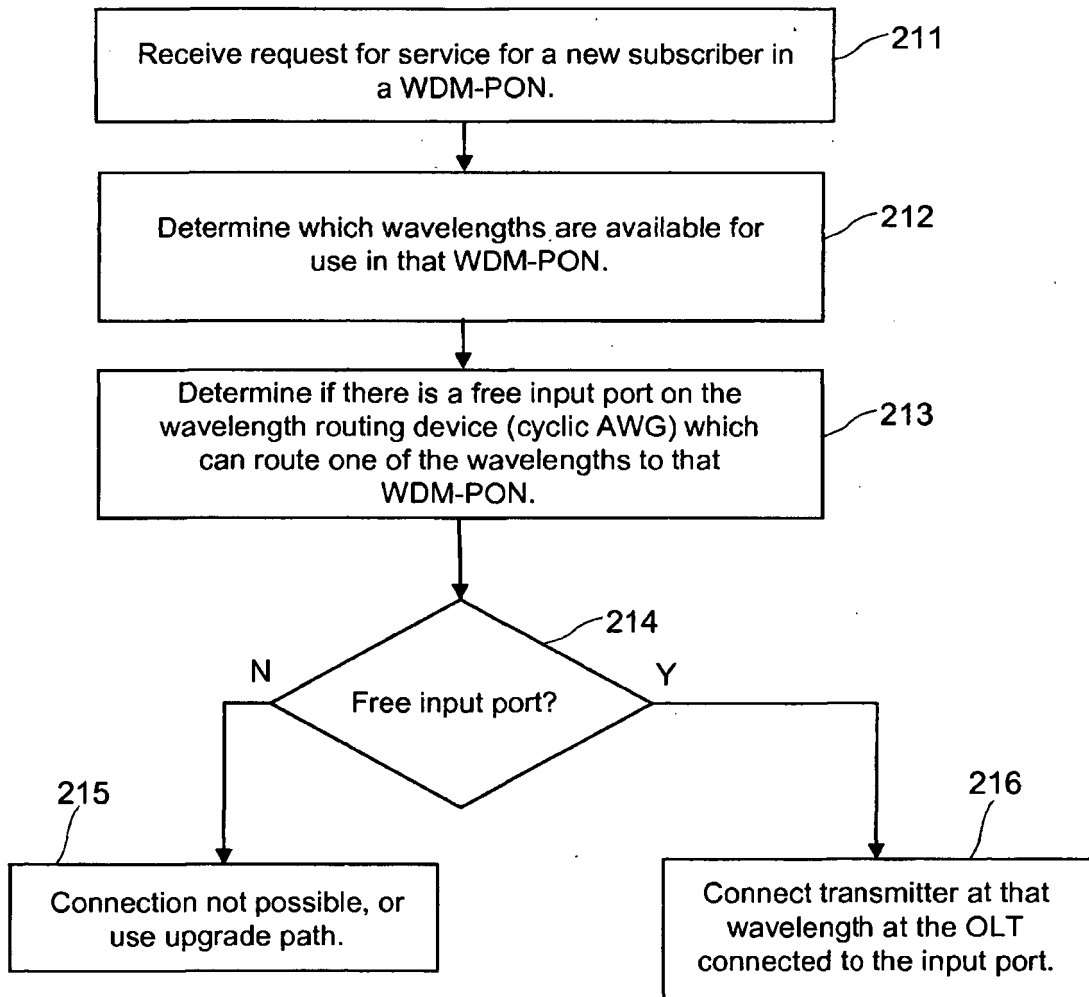 Receive request for service for a new subscriber in
a WDM-PON.
211
Determine which wavelengths are available for
use in that WDM-PON.
212
Determine if there is a free input port on the
wavelength routing device (cyclic AWG) which
can route one of the wavelengths to that
WDM-PON.
213
214
N
Free input port?
Y
215
Connection not possible, or
use upgrade path.
216
Connect transmitter at that
wavelength at the OLT
connected to the input port.